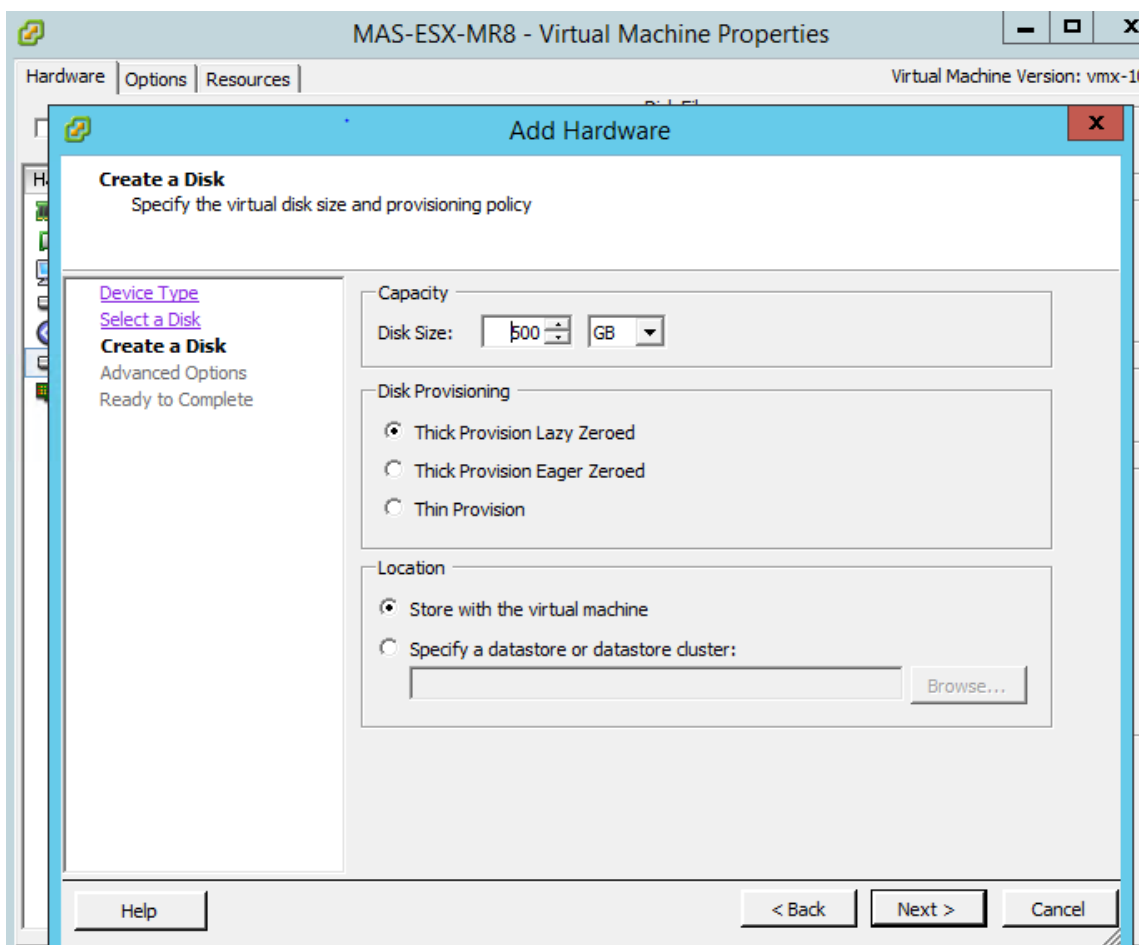 MAS-ESX-MR8 - Virtual Machine Properties
Hardware Options Resources
Virtual Machine Version:
Add Hardware
x
Create a Disk
Specify the virtual disk size and provisioning policy
Device Type
Select a Disk
Create a Disk
Advanced Options
Ready to Complete
Capacity
Disk Size: 500 GB
Disk Provisioning
Thick Provision Lazy Zeroed
Thick Provision Eager Zeroed
Thin Provision
Location
Store with the virtual machine
Specify a datastore or datastore cluster:
Browse...
Help
< Back
Next >
Cancel